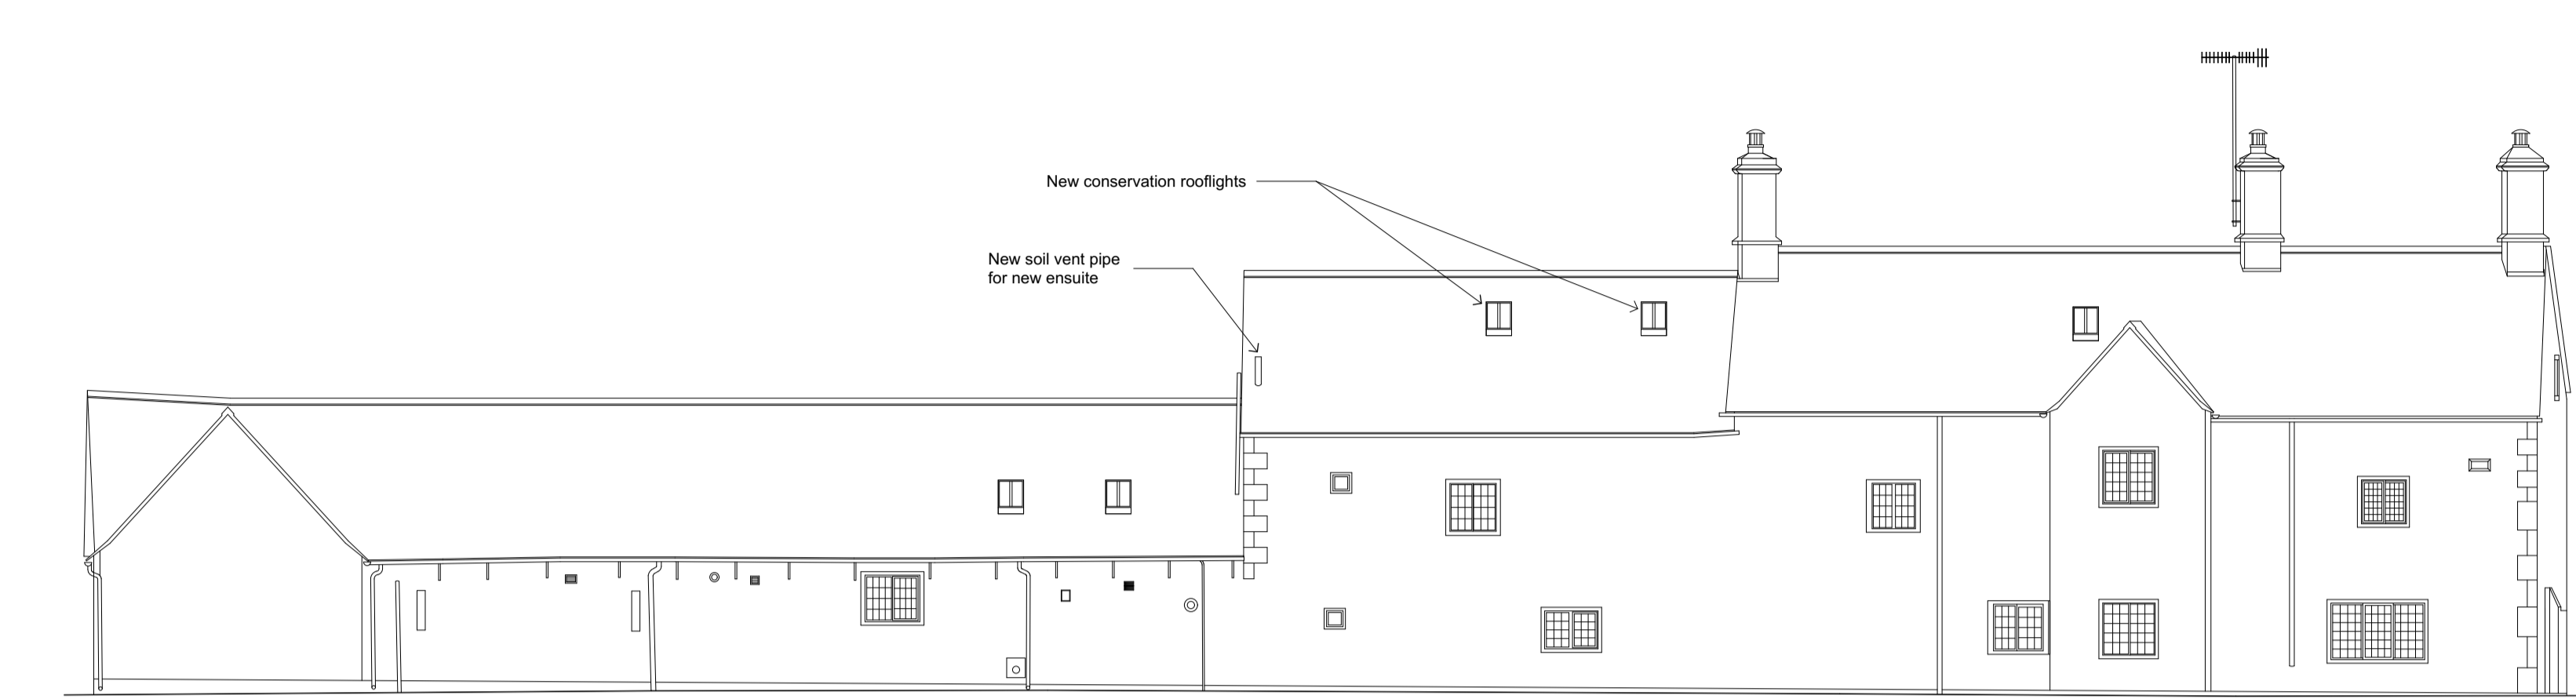 New conservation rooflights
New soil vent pipe
for new ensuite